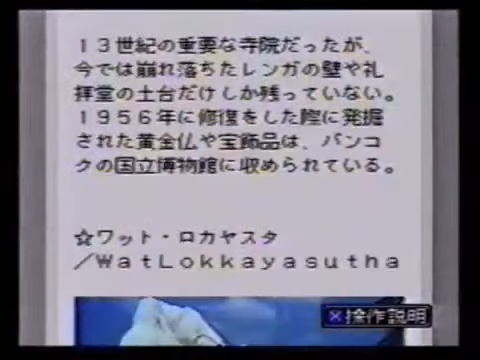 １３世紀の重要な寺院だったが、
今では崩れ落ちたレンガの壁や礼
拝堂の土台だけしか残っていない。
１９５６年に修復をした際に発掘
された黄金仏や宝飾品は、バンコ
クの国立博物館に収められている。
☆ワット・ロカヤスタ
／ＷａｔＬｏｋｋａｙａｓｕｔｈａ
×操作説明